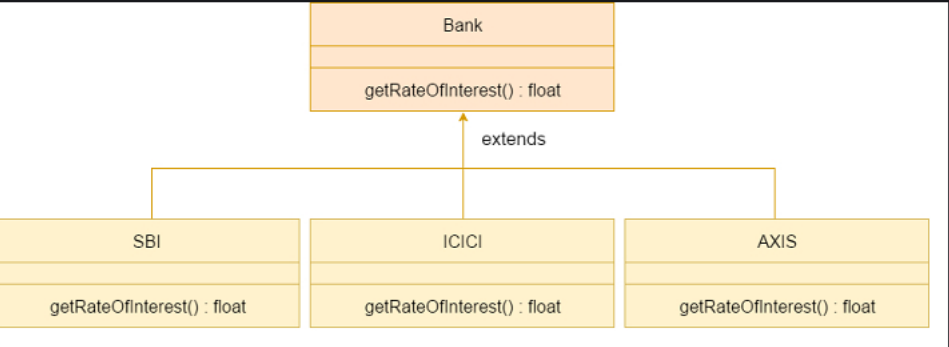 Bank
getRateOfInterest() : float
extends
SBI
ICICI
AXIS
getRateOfInterest() : float
getRateOfInterest() : float
getRateOfInterest() : float